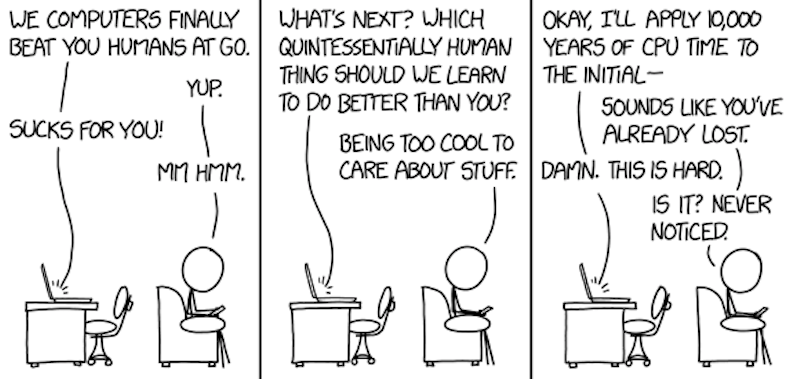 WE COMPUTERS FINALLY
BEAT YOU HUMANS AT GO.
YUP.
SUCKS FOR YOU!
MM HMM.
WHAT'S NEXT? WHICH
QUINTESSENTIALLY HUMAN
THING SHOULD WE LEARN
TO DO BETTER THAN YOU?
BEING TOO COOL TO
CARE ABOUT STUFF.
OKAY, I'LL APPLY 10,000
YEARS OF CPU TIME TO
THE INITIAL—
SOUNDS LIKE YOU'VE
ALREADY LOST.
DAMN. THIS IS HARD.
IS IT? NEVER
NOTICED.